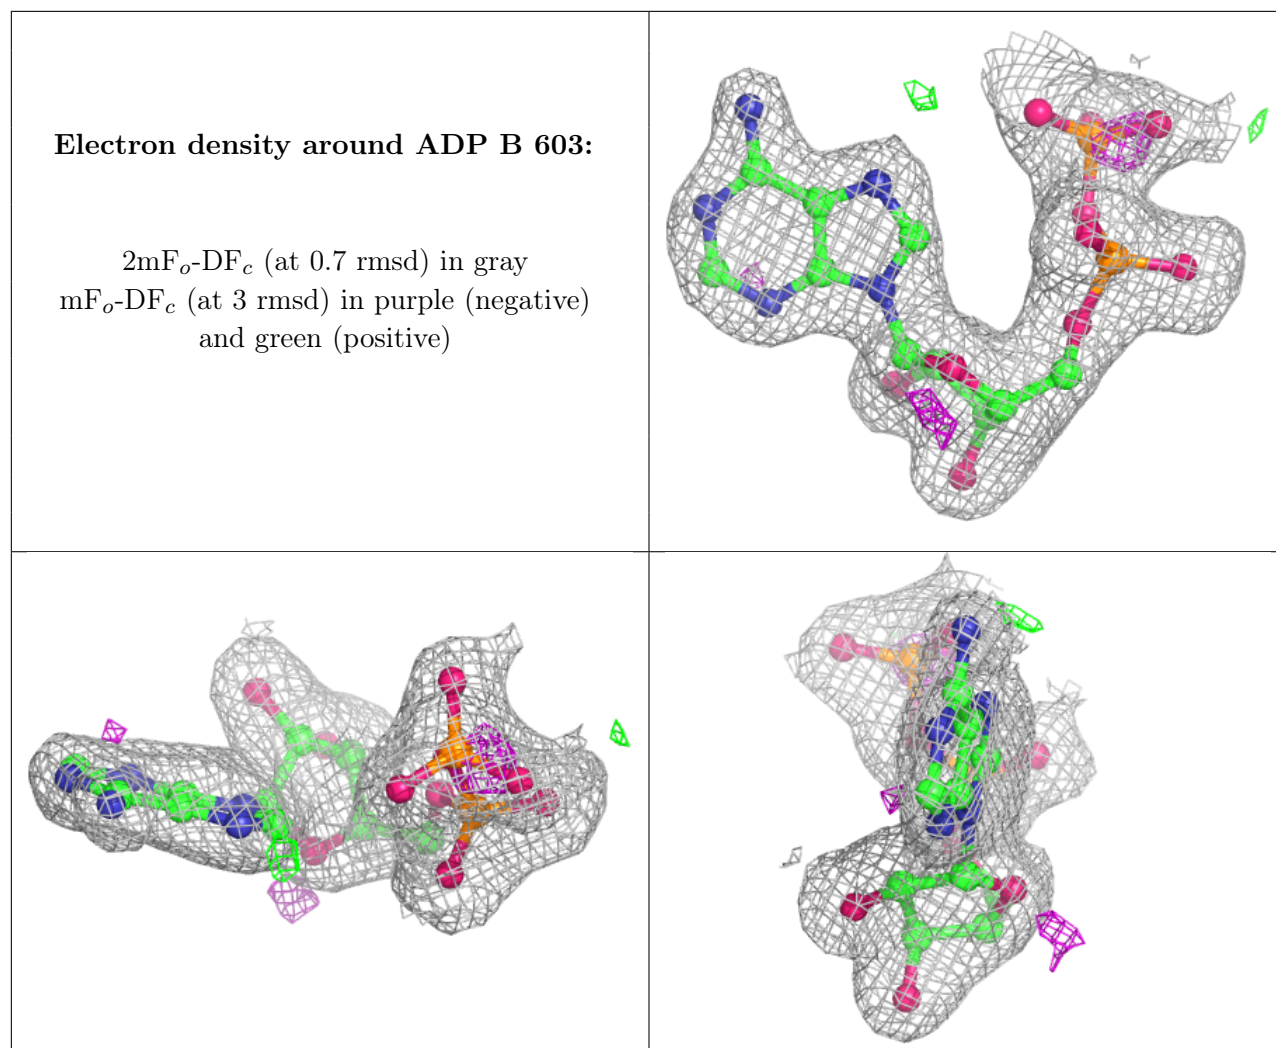 Electron density around ADP B 603:
2mFo-DFc (at 0.7 rmsd) in gray
mFo-DFc (at 3 rmsd) in purple (negative)
and green (positive)